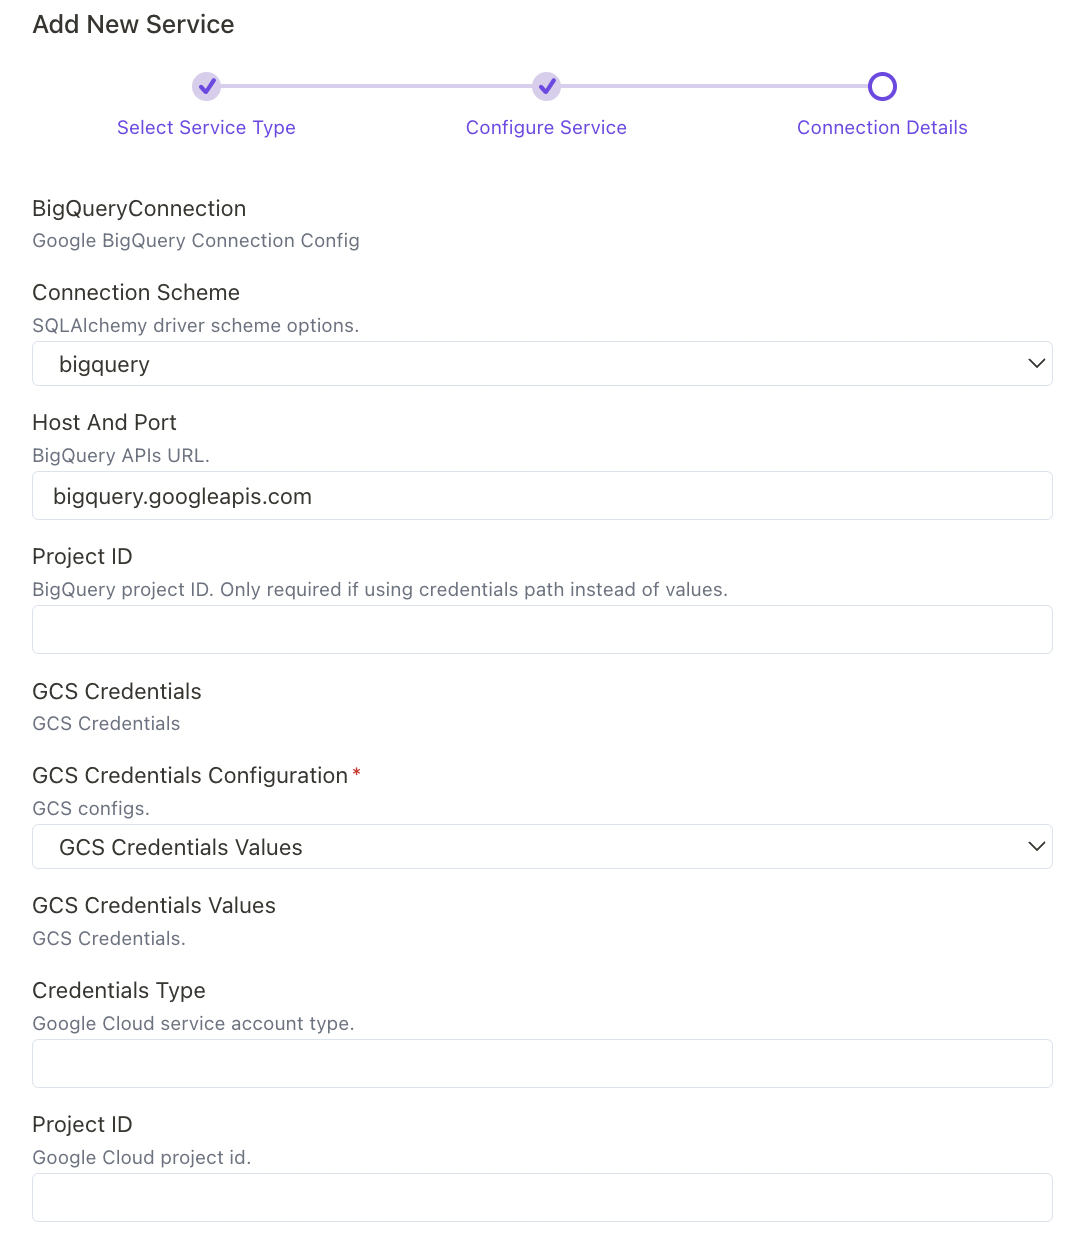 Add New Service
Select Service Type
Configure Service
Connection Details
BigQueryConnection
Google BigQuery Connection Config
Connection Scheme
SQLAlchemy driver scheme options.
bigquery
Host And Port
BigQuery APIs URL.
bigquery.googleapis.com
Project ID
BigQuery project ID. Only required if using credentials path instead of values.
GCS Credentials
GCS Credentials
GCS Credentials Configuration*
GCS configs.
GCS Credentials Values
GCS Credentials Values
GCS Credentials.
Credentials Type
Google Cloud service account type.
Project ID
Google Cloud project id.